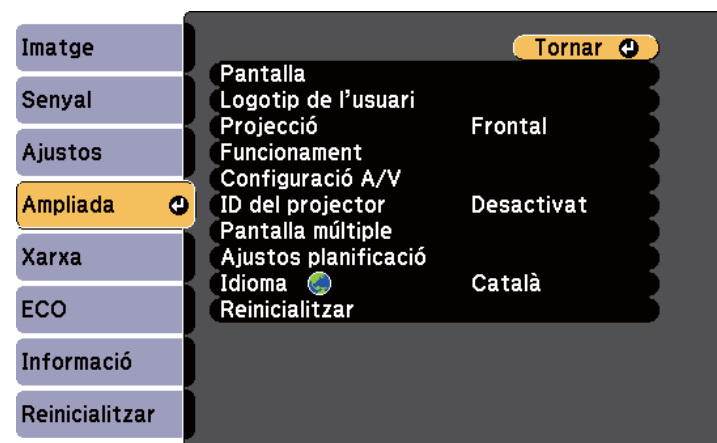 Imatge
Senyal
Ajustos
Ampliada
Xarxa
ECO
Informació
Reinicialitzar
Tornar
Pantalla
Logotip de l'usuari
Projecció Frontal
Funcionament
Configuració A/V
ID del projector Desactivat
Pantalla múltiple
Ajustos planificació
Idioma Català
Reinicialitzar